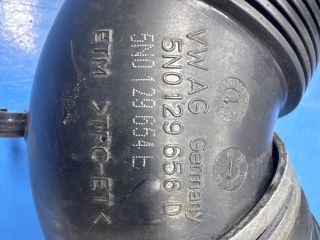 VW AG Germany
5N0 129 656 D
5N0 129 654 E
ETM >TPC-ET<